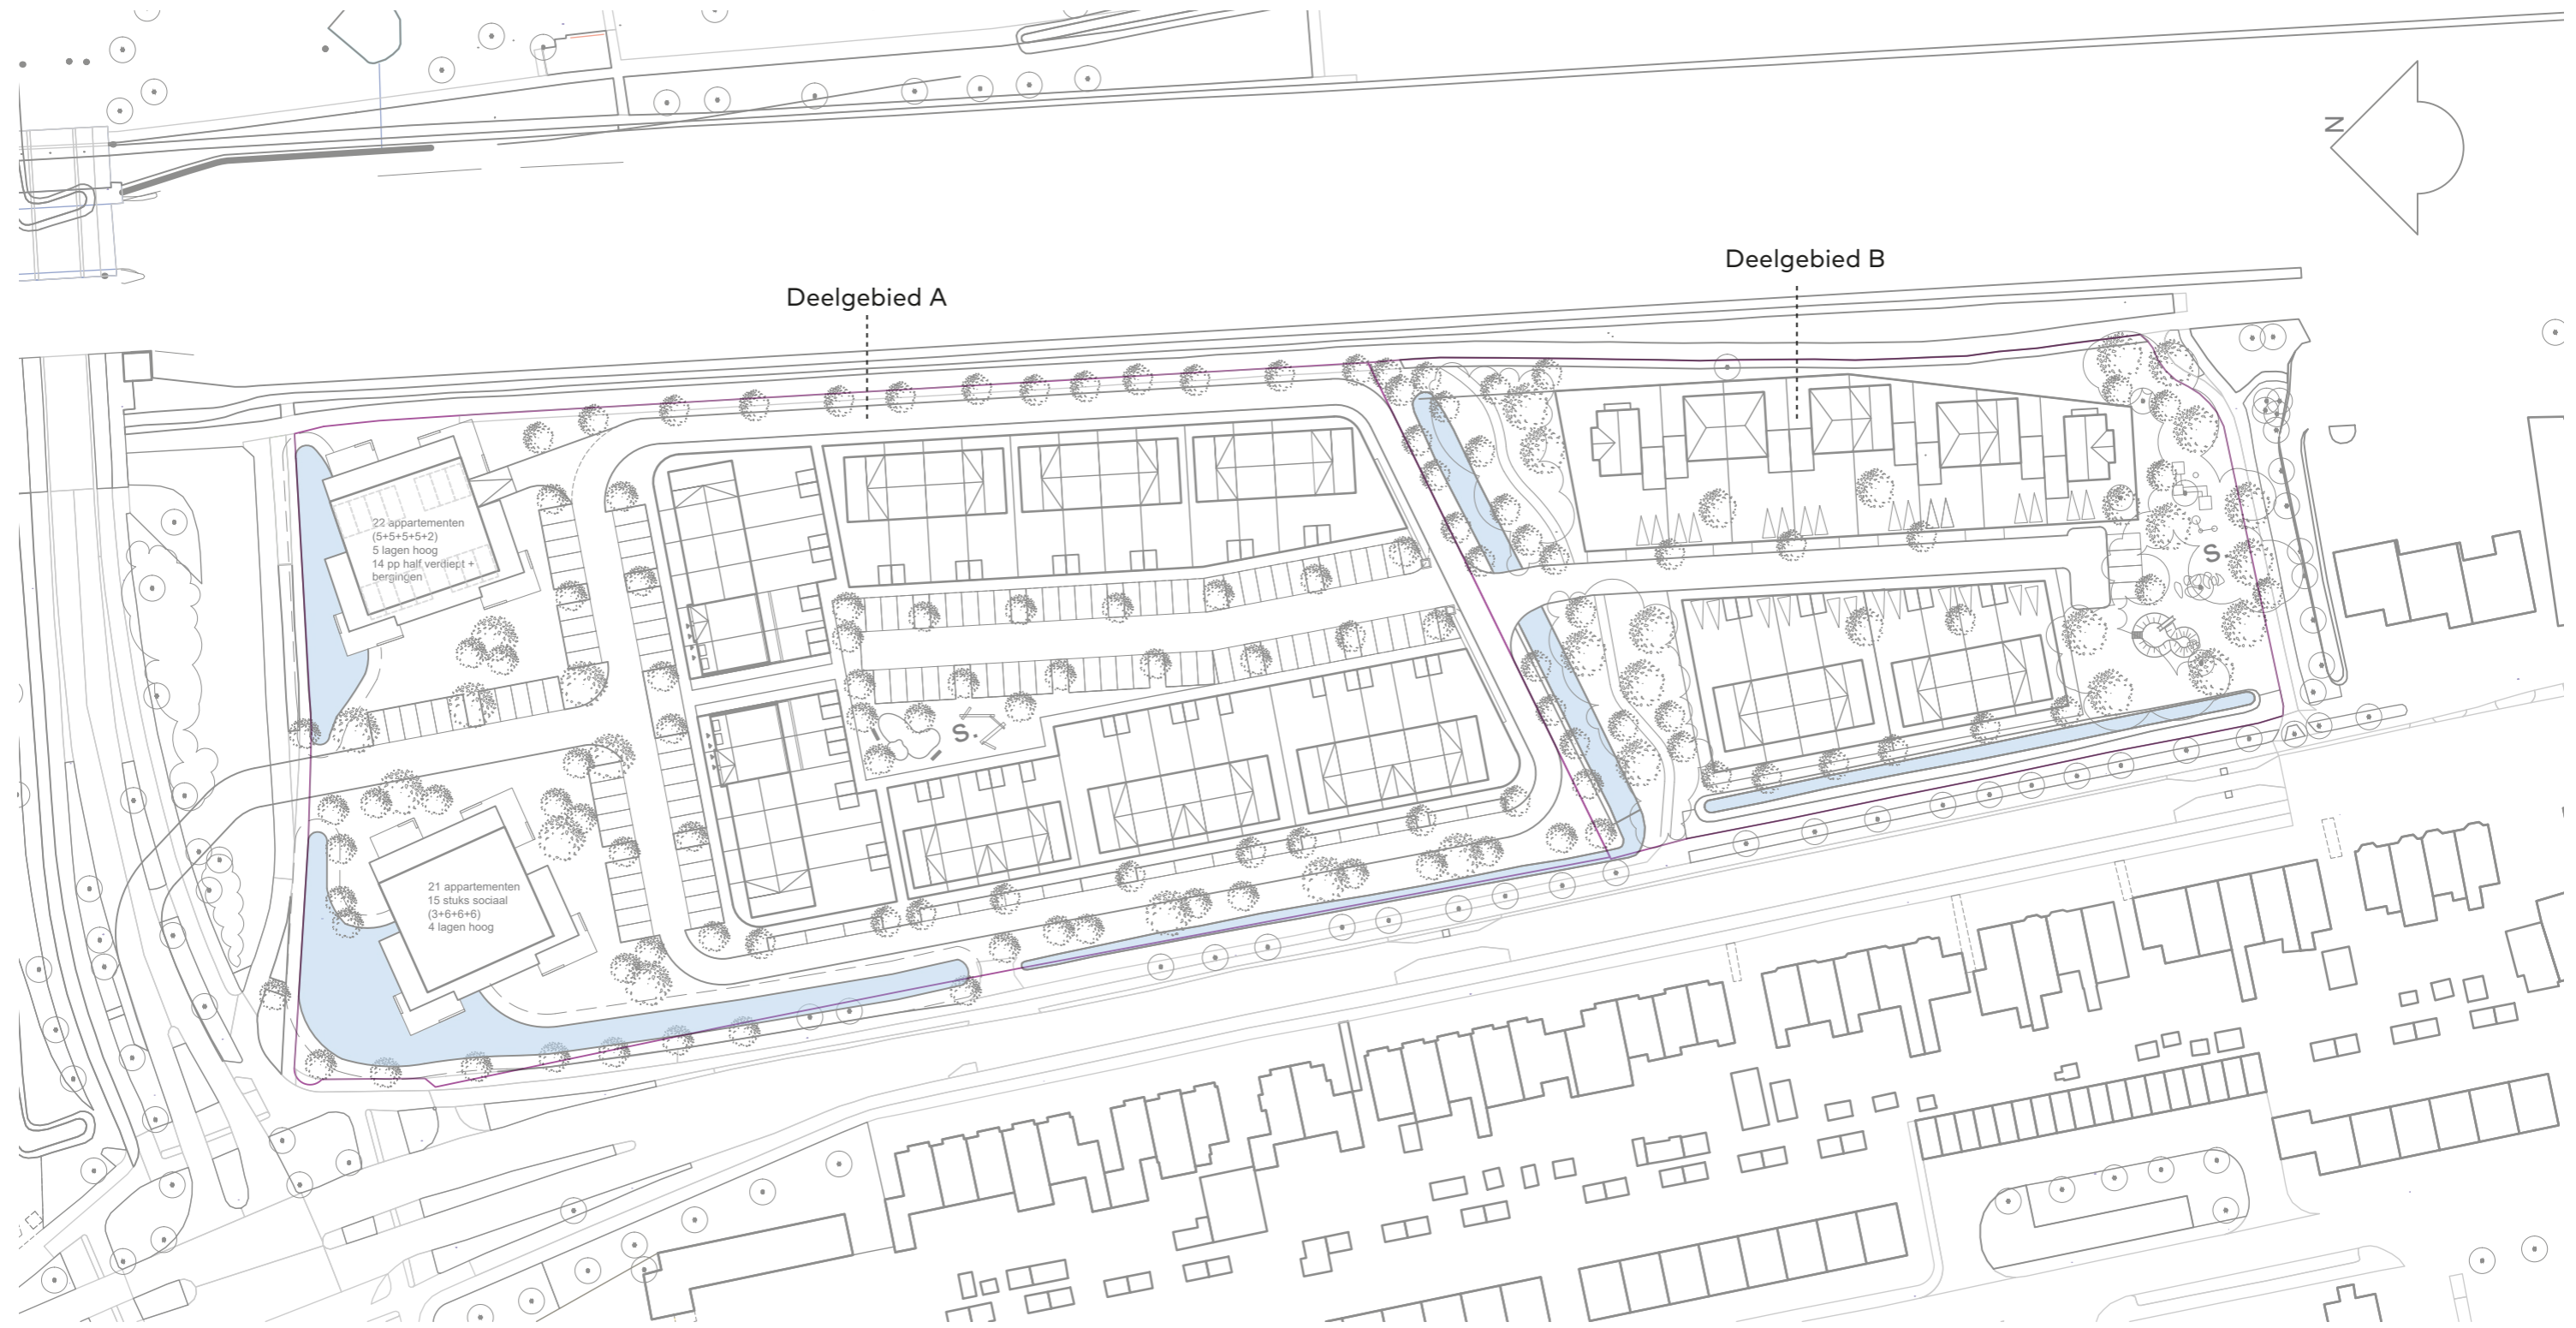 N
Deelgebied B
Deelgebied A
22 appartementen
(5+5+5+5+2)
5 lagen hoog
14 pp half verdiept +
bergingen
S.
S.
21 appartementen
15 stuks sociaal
(3+6+6+6)
4 lagen hoog